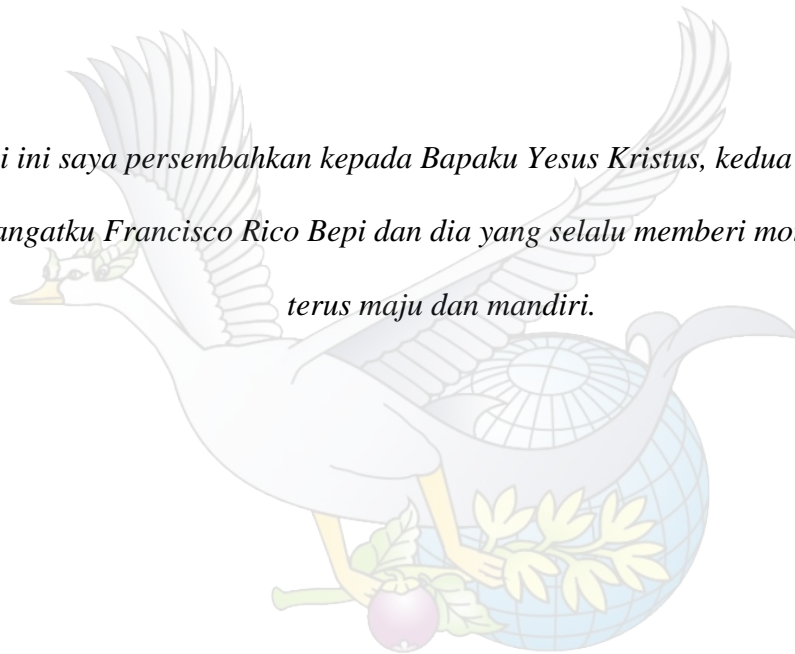 i ini saya persembahkan kepada Bapaku Yesus Kristus, kedua
angatku Francisco Rico Bepi dan dia yang selalu memberi mo
terus maju dan mandiri.